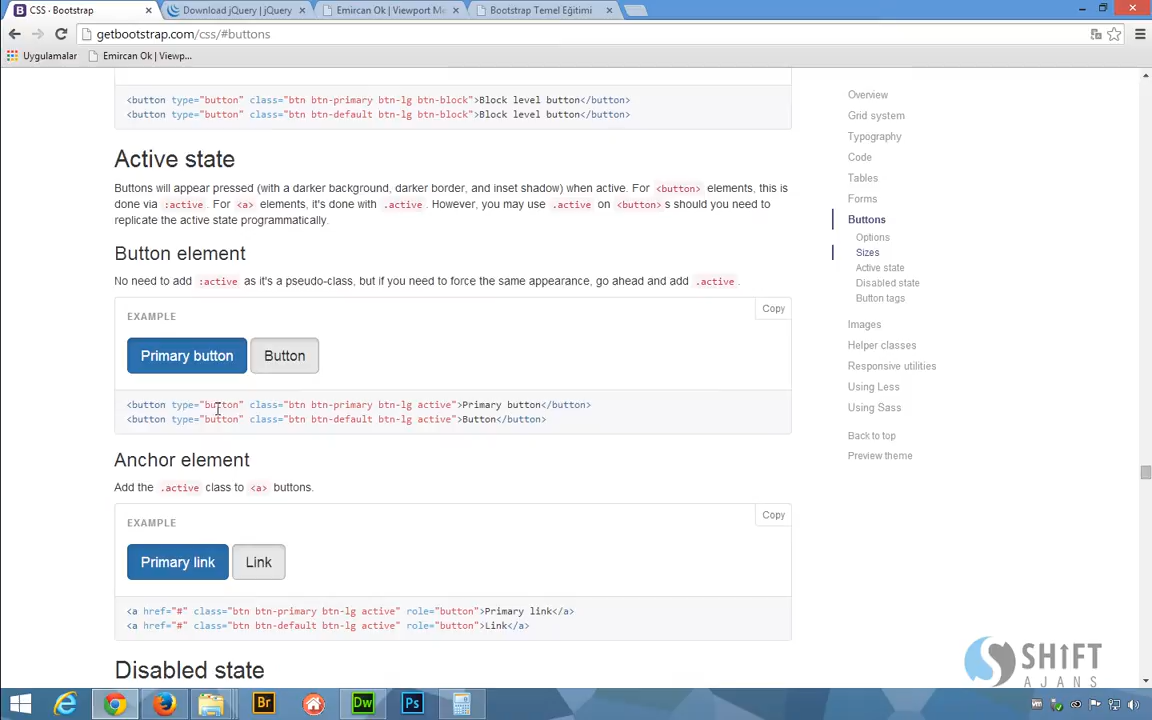 CSS · Bootstrap
Download jQuery | jQuery
Emircan Ok | Viewport M
Bootstrap Temel Eğitimi
getbootstrap.com/css/#buttons
Uygulamalar
Emircan Ok | Viewp...
<button type="button" class="btn btn-primary btn-lg btn-block">Block level button</button>
<button type="button" class="btn btn-default btn-lg btn-block">Block level button</button>
Active state
Buttons will appear pressed (with a darker background, darker border, and inset shadow) when active. For <button> elements, this is
done via :active. For <a> elements, it's done with .active. However, you may use .active on <button>s should you need to
replicate the active state programmatically.
Button element
No need to add :active as it's a pseudo-class, but if you need to force the same appearance, go ahead and add .active.
EXAMPLE
Copy
Primary button
Button
<button type="button" class="btn btn-primary btn-lg active">Primary button</button>
<button type="button" class="btn btn-default btn-lg active">Button</button>
Anchor element
Add the .active class to <a> buttons.
EXAMPLE
Copy
Primary link
Link
<a href="#" class="btn btn-primary btn-lg active" role="button">Primary link</a>
<a href="#" class="btn btn-default btn-lg active" role="button">Link</a>
Disabled state
Overview
Grid system
Typography
Code
Tables
Forms
Buttons
Options
Sizes
Active state
Disabled state
Button tags
Images
Helper classes
Responsive utilities
Using Less
Using Sass
Back to top
Preview theme
SHIFT
AJANS
Br
Dw
Ps